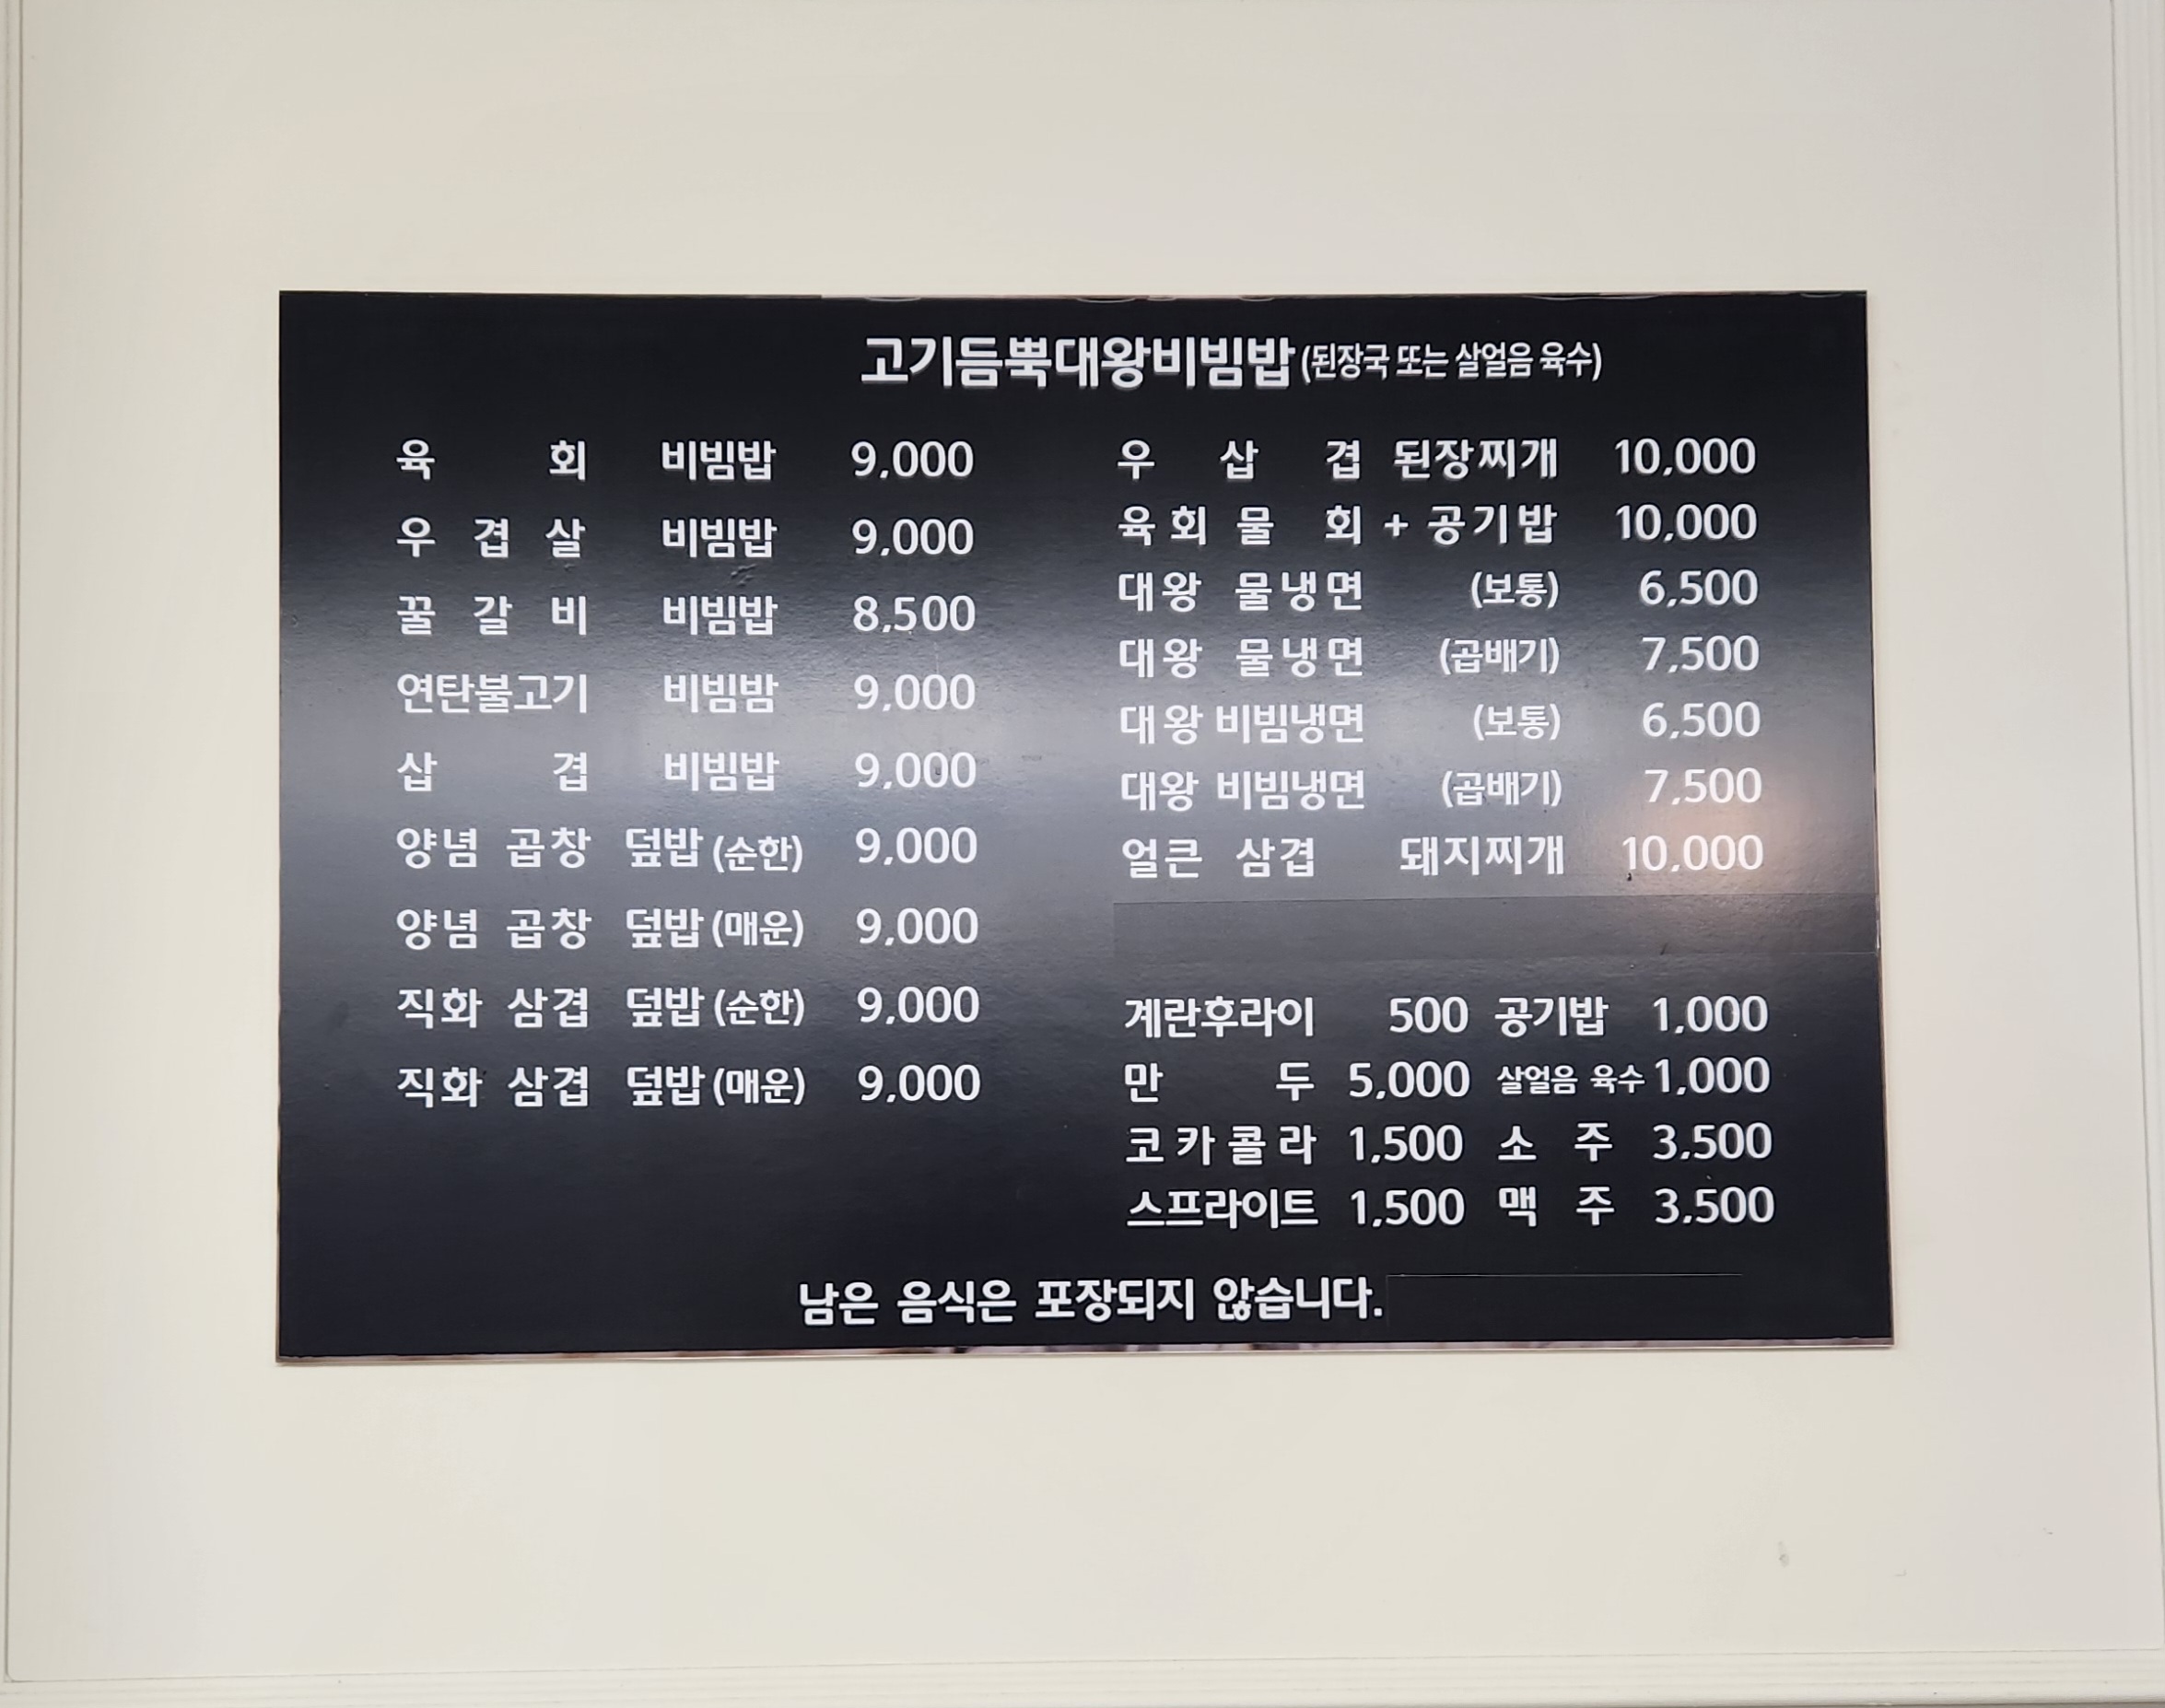 고기듬뿍대왕비빔밥(된장국 또는 살얼음 육수)
육 회 비빔밥 9,000
우 겹 살 비빔밥 9,000
꿀 갈 비 비빔밥 8,500
연탄불고기 비빔밤 9,000
삽 겹 비빔밥 9,000
양념 곱창 덮밥 (순한) 9,000
양념 곱창 덮밥 (매운) 9,000
직화 삼겹 덮밥 (순한) 9,000
직화 삼겹 덮밥 (매운) 9,000
우 삽 겹 된장찌개 10,000
육회 물 회 + 공기밥 10,000
대왕 물냉면 (보통) 6,500
대왕 물냉면 (곱배기) 7,500
대왕 비빔냉면 (보통) 6,500
대왕 비빔냉면 (곱배기) 7,500
얼큰 삼겹 돼지찌개 10,000
계란후라이 500 공기밥 1,000
만 두 5,000 살얼음 육수 1,000
코카콜라 1,500 소 주 3,500
스프라이트 1,500 맥 주 3,500
남은 음식은 포장되지 않습니다.